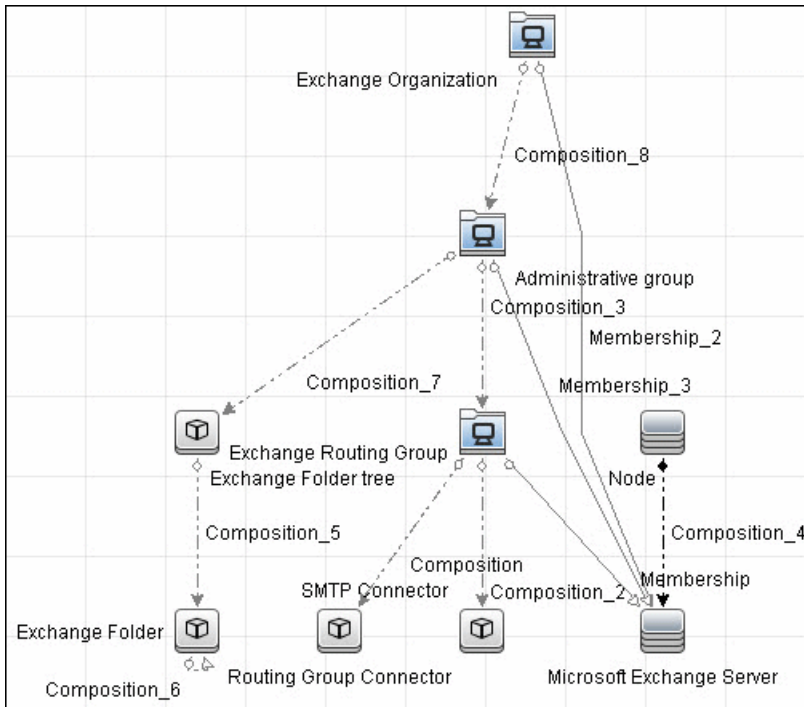 Exchange Organization
Composition_8
Administrative group
Composition_3
Membership_2
Composition_7
Membership_3
Exchange Routing Group
Exchange Folder tree
Node
Composition_5
Composition_4
Composition
Membership
SMTP Connector
Composition_2
Exchange Folder
Routing Group Connector
Microsoft Exchange Server
Composition_6